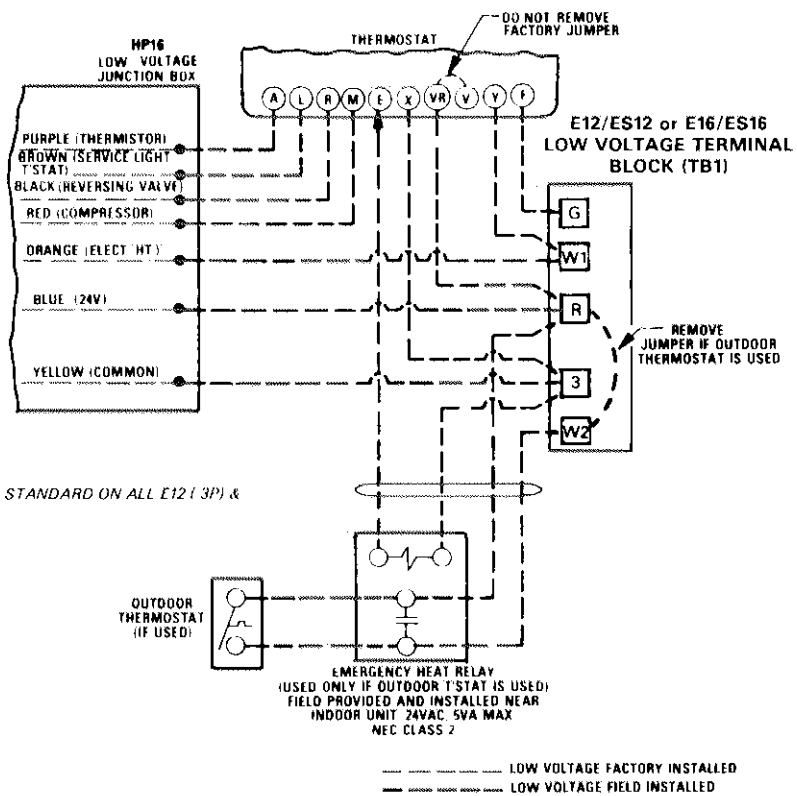 DO NOT REMOVE
FACTORY JUMPER
THERMOSTAT
HP16
LOW VOLTAGE
JUNCTION BOX
A L R M E X VR V Y F
E12/ES12 or E16/ES16
LOW VOLTAGE TERMINAL
BLOCK (TB1)
PURPLE (THERMISTOR)
BROWN (SERVICE LIGHT
T'STAT)
BLACK (REVERSING VALVE)
RED (COMPRESSOR)
ORANGE (ELECT HT)
BLUE (24V)
YELLOW (COMMON)
G
W1
R
3
W2
REMOVE
JUMPER IF OUTDOOR
THERMOSTAT IS USED
STANDARD ON ALL E12 ( 3P) &
OUTDOOR
THERMOSTAT
(IF USED)
EMERGENCY HEAT RELAY
(USED ONLY IF OUTDOOR T'STAT IS USED)
FIELD PROVIDED AND INSTALLED NEAR
INDOOR UNIT 24VAC, 5VA MAX
NEC CLASS 2
LOW VOLTAGE FACTORY INSTALLED
LOW VOLTAGE FIELD INSTALLED